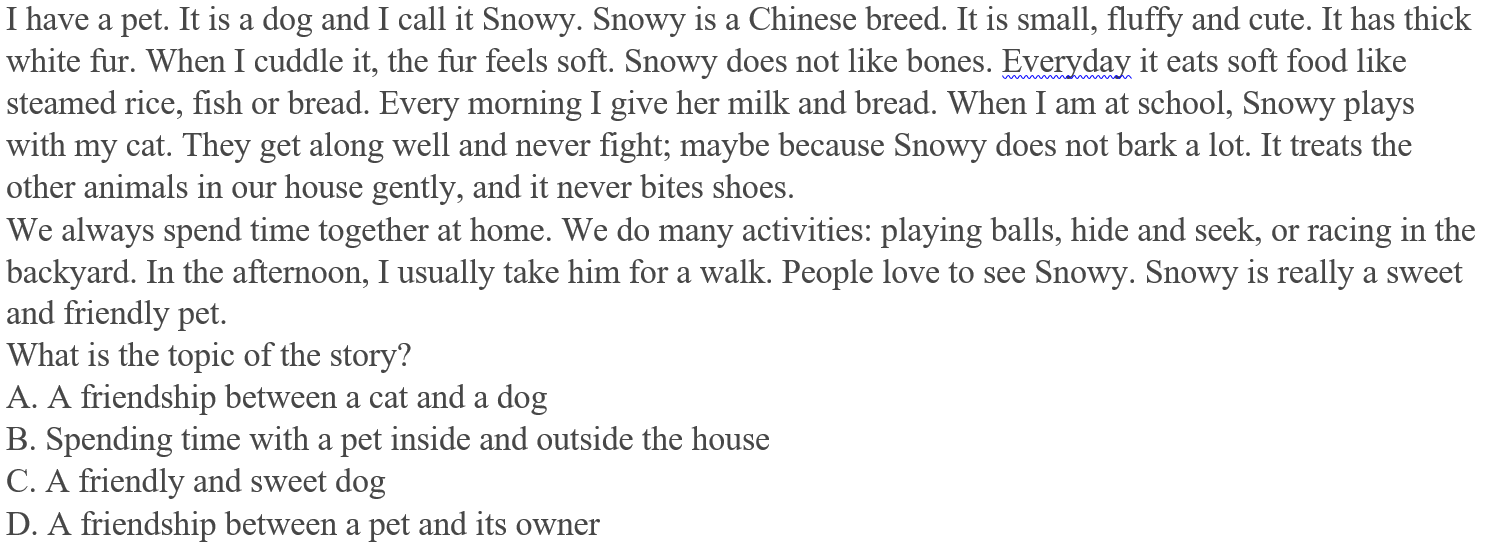 I have a pet. It is a dog and I call it Snowy. Snowy is a Chinese breed. It is small, fluffy and cute. It has thick
white fur. When I cuddle it, the fur feels soft. Snowy does not like bones. Everyday it eats soft food like
steamed rice, fish or bread. Every morning I give her milk and bread. When I am at school, Snowy plays
with my cat. They get along well and never fight; maybe because Snowy does not bark a lot. It treats the
other animals in our house gently, and it never bites shoes.
We always spend time together at home. We do many activities: playing balls, hide and seek, or racing in the
backyard. In the afternoon, I usually take him for a walk. People love to see Snowy. Snowy is really a sweet
and friendly pet.
What is the topic of the story?
A. A friendship between a cat and a dog
B. Spending time with a pet inside and outside the house
C. A friendly and sweet dog
D. A friendship between a pet and its owner